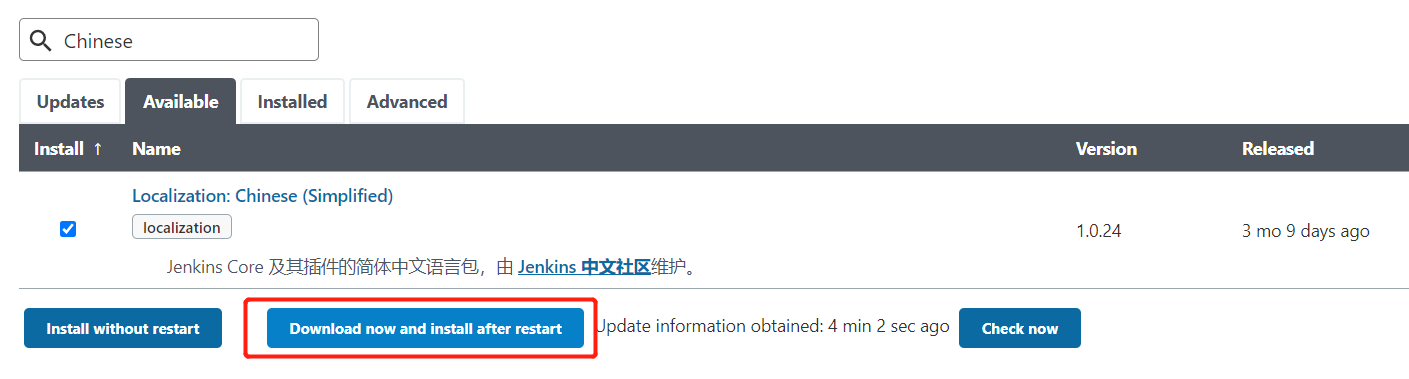 Chinese
Updates Available Installed Advanced
Install ↑ Name Version Released
Localization: Chinese (Simplified)
localization
1.0.24 3 mo 9 days ago
Jenkins Core 及其插件的简体中文语言包，由 Jenkins 中文社区维护。
Install without restart Download now and install after restart Update information obtained: 4 min 2 sec ago Check now